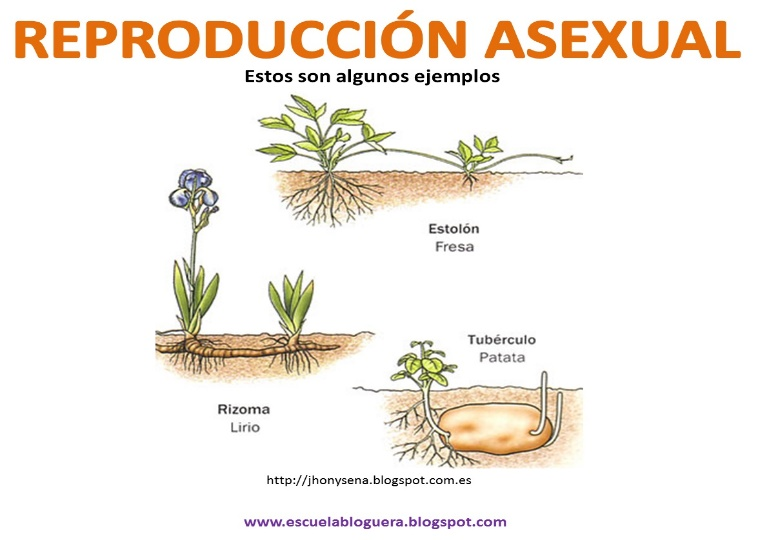 REPRODUCCIÓN ASEXUAL
Estos son algunos ejemplos
Estolón
Fresa
Tubérculo
Patata
Rizoma
Lirio
http://jhonysena.blogspot.com.es
www.escuelabloguera.blogspot.com